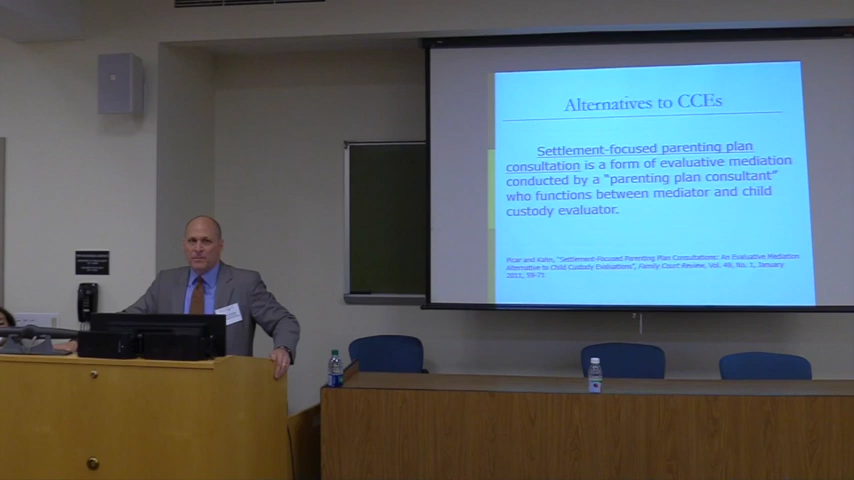 Alternatives to CCEs
Settlement-focused parenting plan
consultation is a form of evaluative mediation
conducted by a "parenting plan consultant"
who functions between mediator and child
custody evaluator.
and Kahn, "Settlement-Focused Parenting Plan Consultations: An Evaluative Mediation
Alternative to Child Custody Evaluations", Family Court Review, Vol. 49, No. 1, January
2011, 59-71